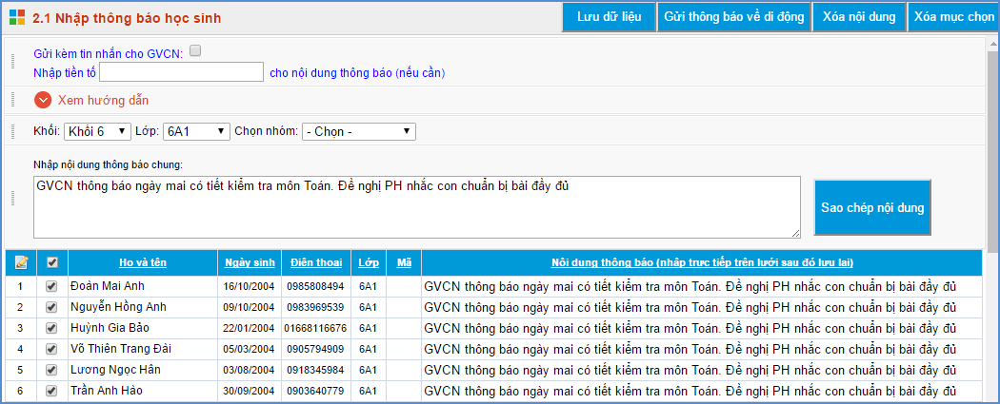 2.1 Nhập thông báo học sinh
Lưu dữ liệu Gửi thông báo về di động Xóa nội dung Xóa mục chọn
Gửi kèm tin nhắn cho GVCN:
Nhập tiền tố cho nội dung thông báo (nếu cần)
Xem hướng dẫn
Khối: Khối 6 Lớp: 6A1 Chọn nhóm: - Chọn -
Nhập nội dung thông báo chung:
GVCN thông báo ngày mai có tiết kiểm tra môn Toán. Đề nghị PH nhắc con chuẩn bị bài đầy đủ
Sao chép nội dung
Họ và tên Ngày sinh Điện thoại Lớp Mã Nội dung thông báo (nhập trực tiếp trên lưới sau đó lưu lại)
1 Đoàn Mai Anh 16/10/2004 0985808494 6A1 GVCN thông báo ngày mai có tiết kiểm tra môn Toán. Đề nghị PH nhắc con chuẩn bị bài đầy đủ
2 Nguyễn Hồng Anh 09/10/2004 0983969539 6A1 GVCN thông báo ngày mai có tiết kiểm tra môn Toán. Đề nghị PH nhắc con chuẩn bị bài đầy đủ
3 Huỳnh Gia Bảo 22/01/2004 01668116676 6A1 GVCN thông báo ngày mai có tiết kiểm tra môn Toán. Đề nghị PH nhắc con chuẩn bị bài đầy đủ
4 Võ Thiên Trang Đài 05/03/2004 0905794909 6A1 GVCN thông báo ngày mai có tiết kiểm tra môn Toán. Đề nghị PH nhắc con chuẩn bị bài đầy đủ
5 Lương Ngọc Hân 03/08/2004 0918345984 6A1 GVCN thông báo ngày mai có tiết kiểm tra môn Toán. Đề nghị PH nhắc con chuẩn bị bài đầy đủ
6 Trần Anh Hào 30/09/2004 0903640779 6A1 GVCN thông báo ngày mai có tiết kiểm tra môn Toán. Đề nghị PH nhắc con chuẩn bị bài đầy đủ